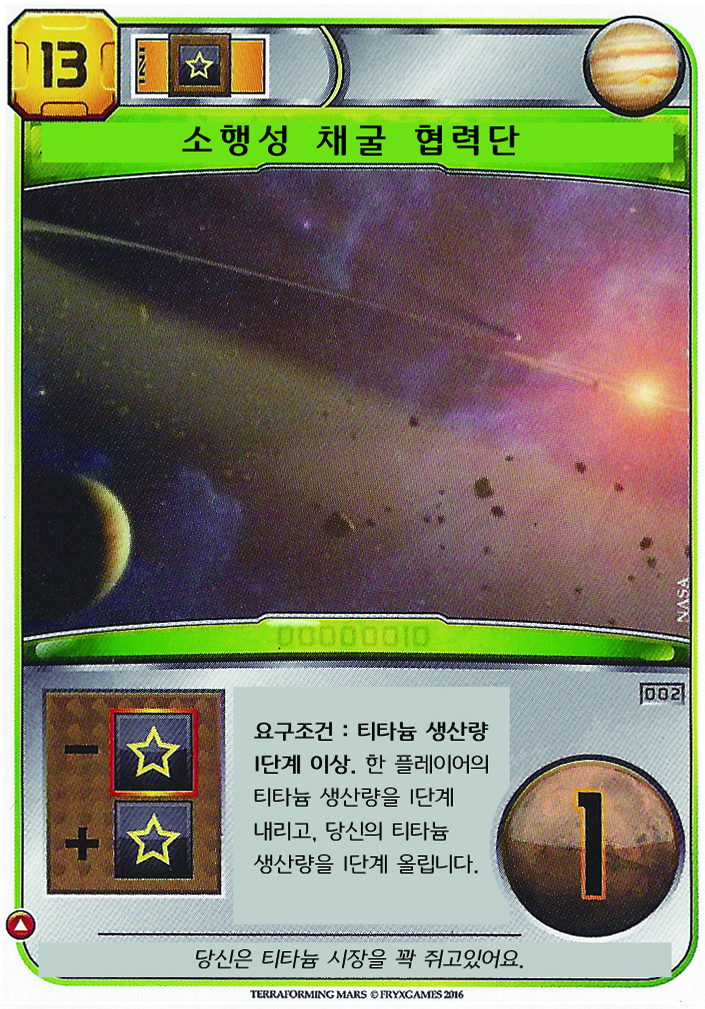 13
소행성 채굴 협력단
NASA
00000010
002
요구조건 : 티타늄 생산량
1단계 이상. 한 플레이어의
티타늄 생산량을 1단계
내리고, 당신의 티타늄
생산량을 1단계 올립니다.
- 
+
1
당신은 티타늄 시장을 꽉 쥐고있어요.
TERRAFORMING MARS © FRYXGAMES 2016